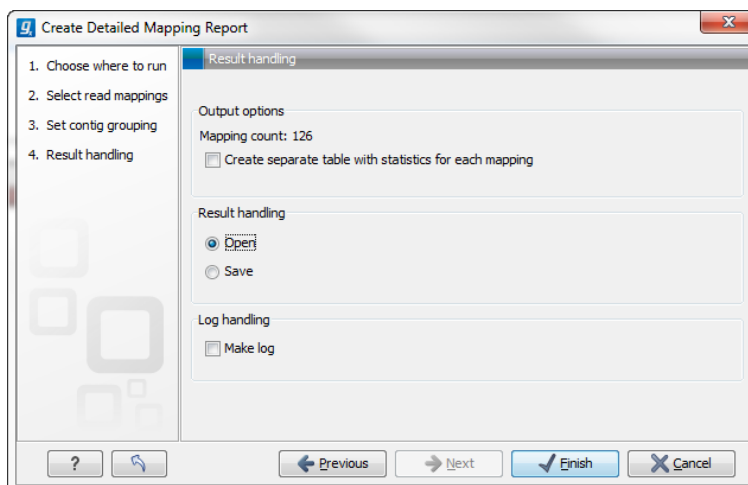 Create Detailed Mapping Report
1. Choose where to run
2. Select read mappings
3. Set contig grouping
4. Result handling
Result handling
Output options
Mapping count: 126
Create separate table with statistics for each mapping
Result handling
Open
Save
Log handling
Make log
?
Previous
Next
Finish
Cancel